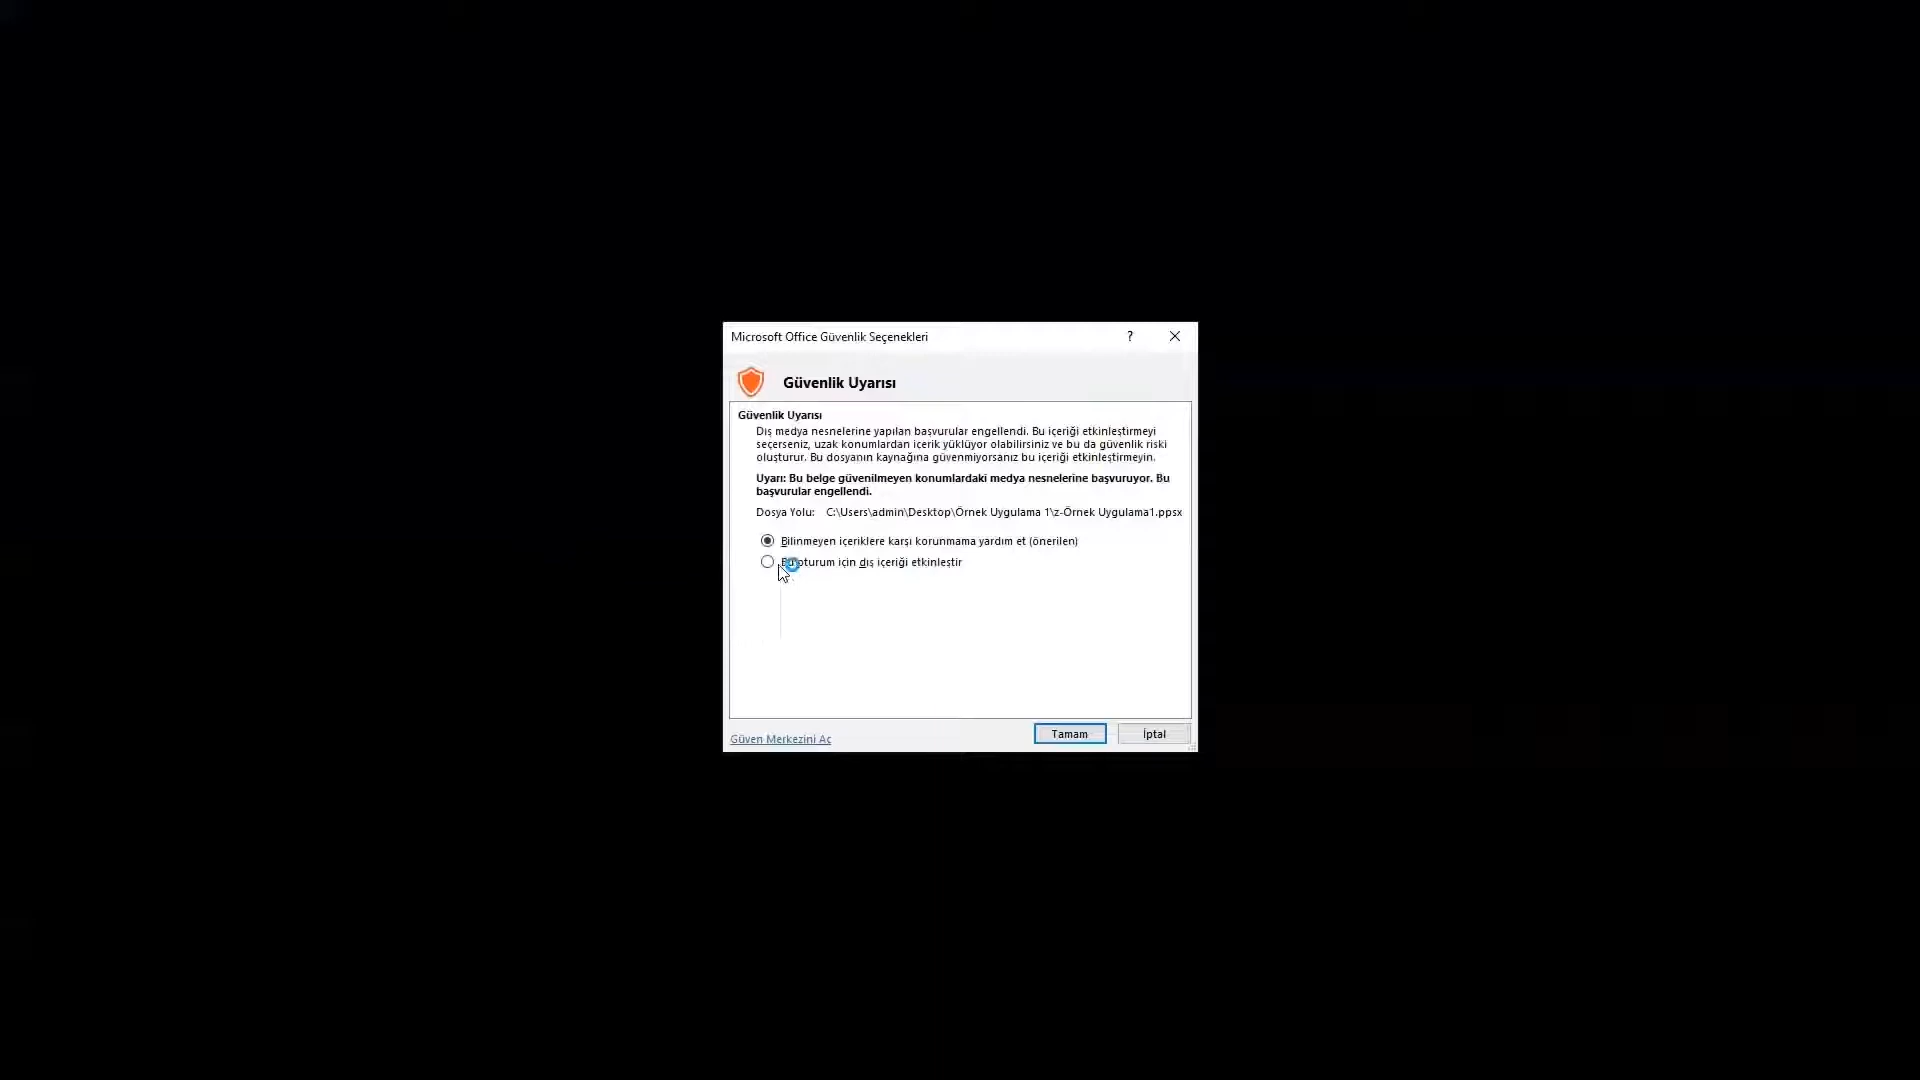 Microsoft Office Güvenlik Seçenekleri
?
Güvenlik Uyarısı
Güvenlik Uyarısı
Dış medya nesnelerine yapılan başvurular engellendi. Bu içeriği etkinleştirmeyi
seçerseniz, uzak konumlardan içerik yüklüyor olabilirsiniz ve bu da güvenlik riski
oluşturur. Bu dosyanın kaynağına güvenmiyorsanız bu içeriği etkinleştirmeyin.
Uyarı: Bu belge güvenilmeyen konumlardaki medya nesnelerine başvuruyor. Bu
başvurular engellendi.
Dosya Yolu: C:\Users\admin\Desktop\Örnek Uygulama 1\z-Örnek Uygulama1.ppsx
Bilinmeyen içeriklere karşı korunmama yardım et (önerilen)
Bu oturum için dış içeriği etkinleştir
Güven Merkezini Aç
Tamam
İptal